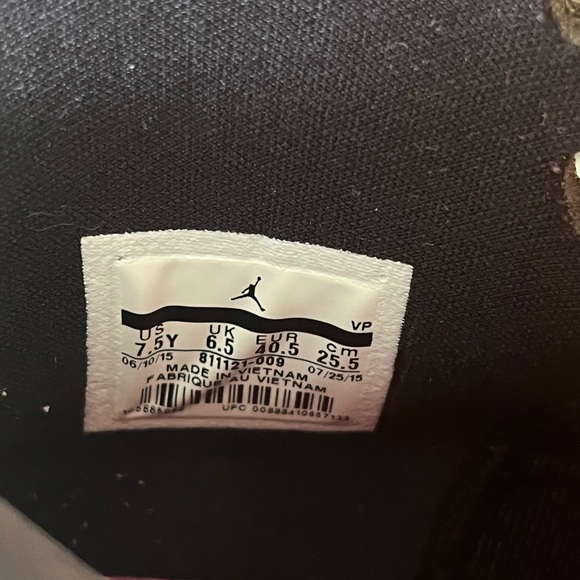 VP
US UK EUR cm
7.5Y 6.5 40.5 25.5
06/10/15 811121-009 07/25/15
MADE IN VIETNAM
FABRIQUE AU VIETNAM
UPC